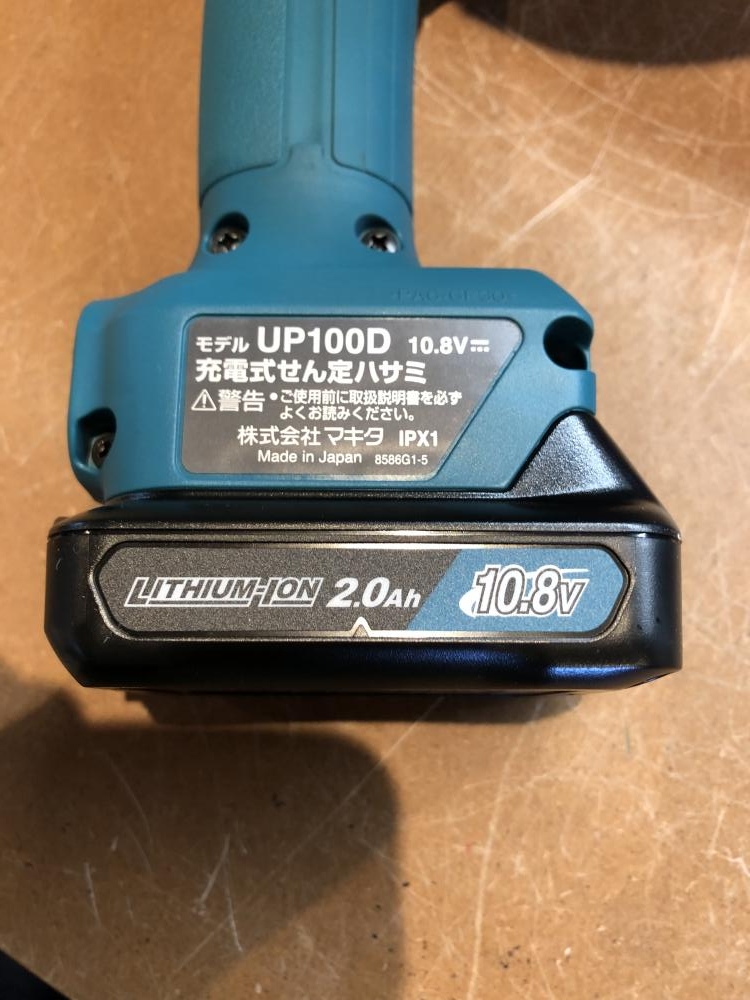 モデル UP100D 10.8V⎓
充電式せん定ハサミ
⚠警告 •ご使用前に取扱説明書を必ず
よくお読みください。
株式会社マキタ IPX1
Made in Japan 8586G1-5
LITHIUM-ION 2.0Ah 10.8V